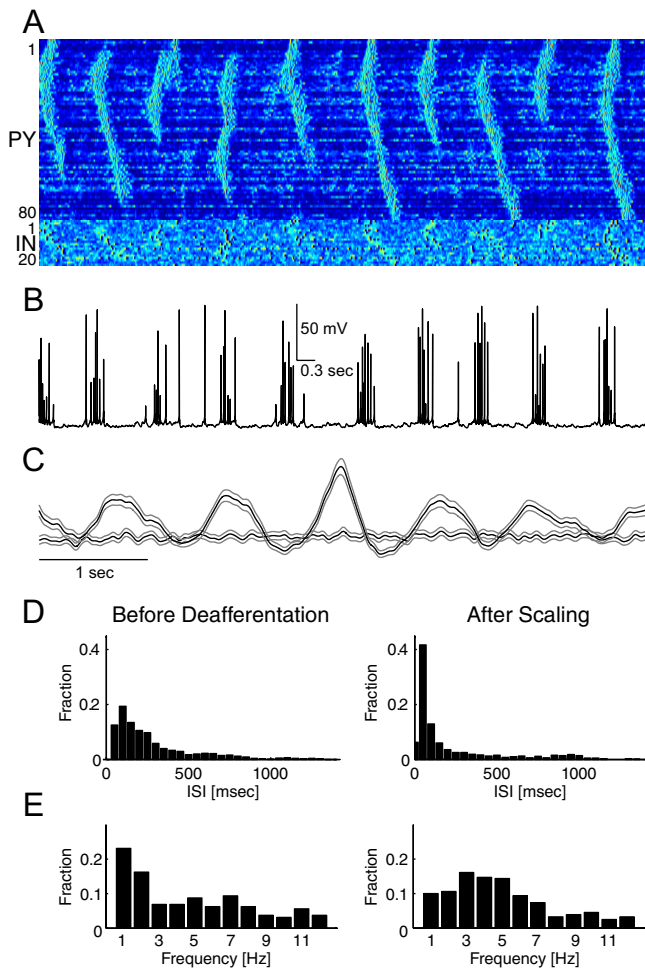 A
1
PY
80
1
IN
20
B
50 mV
0.3 sec
C
1 sec
D
Before Deafferentation
After Scaling
Fraction
0.4
0.2
0
0
500
1000
ISI [msec]
Fraction
0.4
0.2
0
0
500
1000
ISI [msec]
E
Fraction
0.2
0.1
0
1
3
5
7
9
11
Frequency [Hz]
Fraction
0.2
0.1
0
1
3
5
7
9
11
Frequency [Hz]